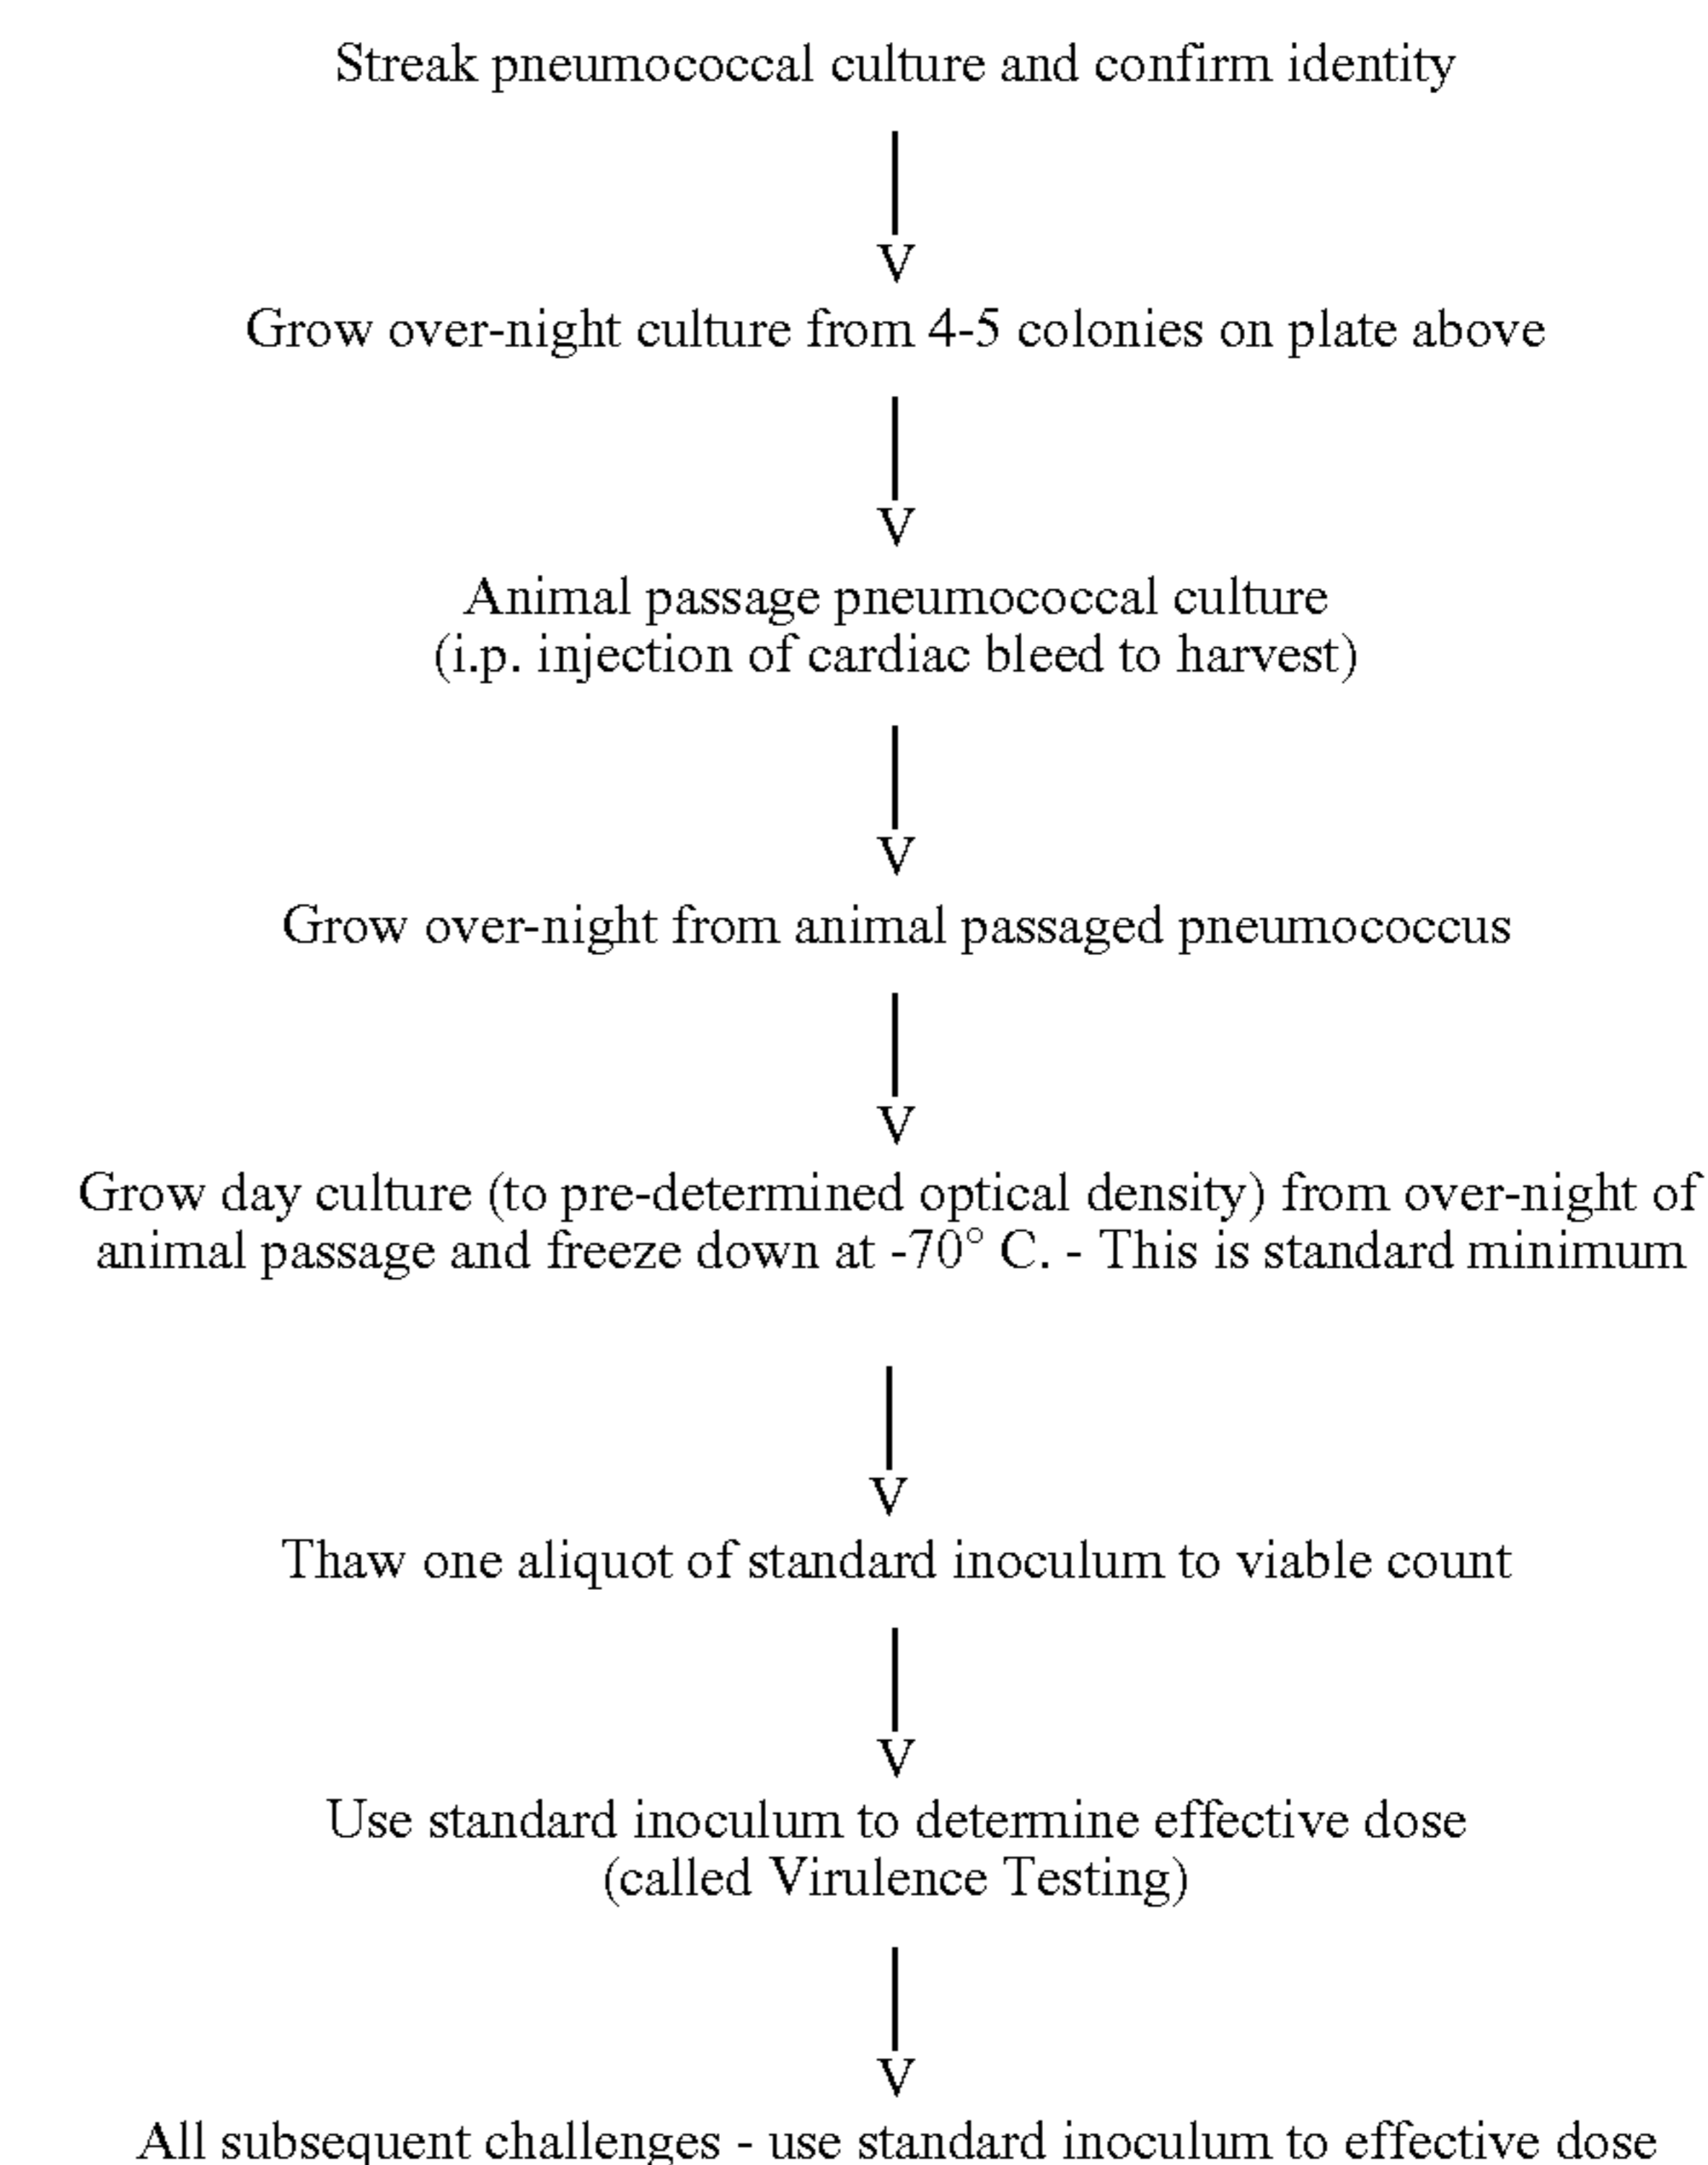 Streak pneumococcal culture and confirm identity
V
Grow over-night culture from 4-5 colonies on plate above
V
Animal passage pneumococcal culture
(i.p. injection of cardiac bleed to harvest)
V
Grow over-night from animal passaged pneumococcus
V
Grow day culture (to pre-determined optical density) from over-night of
animal passage and freeze down at -70° C. - This is standard minimum
V
Thaw one aliquot of standard inoculum to viable count
V
Use standard inoculum to determine effective dose
(called Virulence Testing)
V
All subsequent challenges - use standard inoculum to effective dose